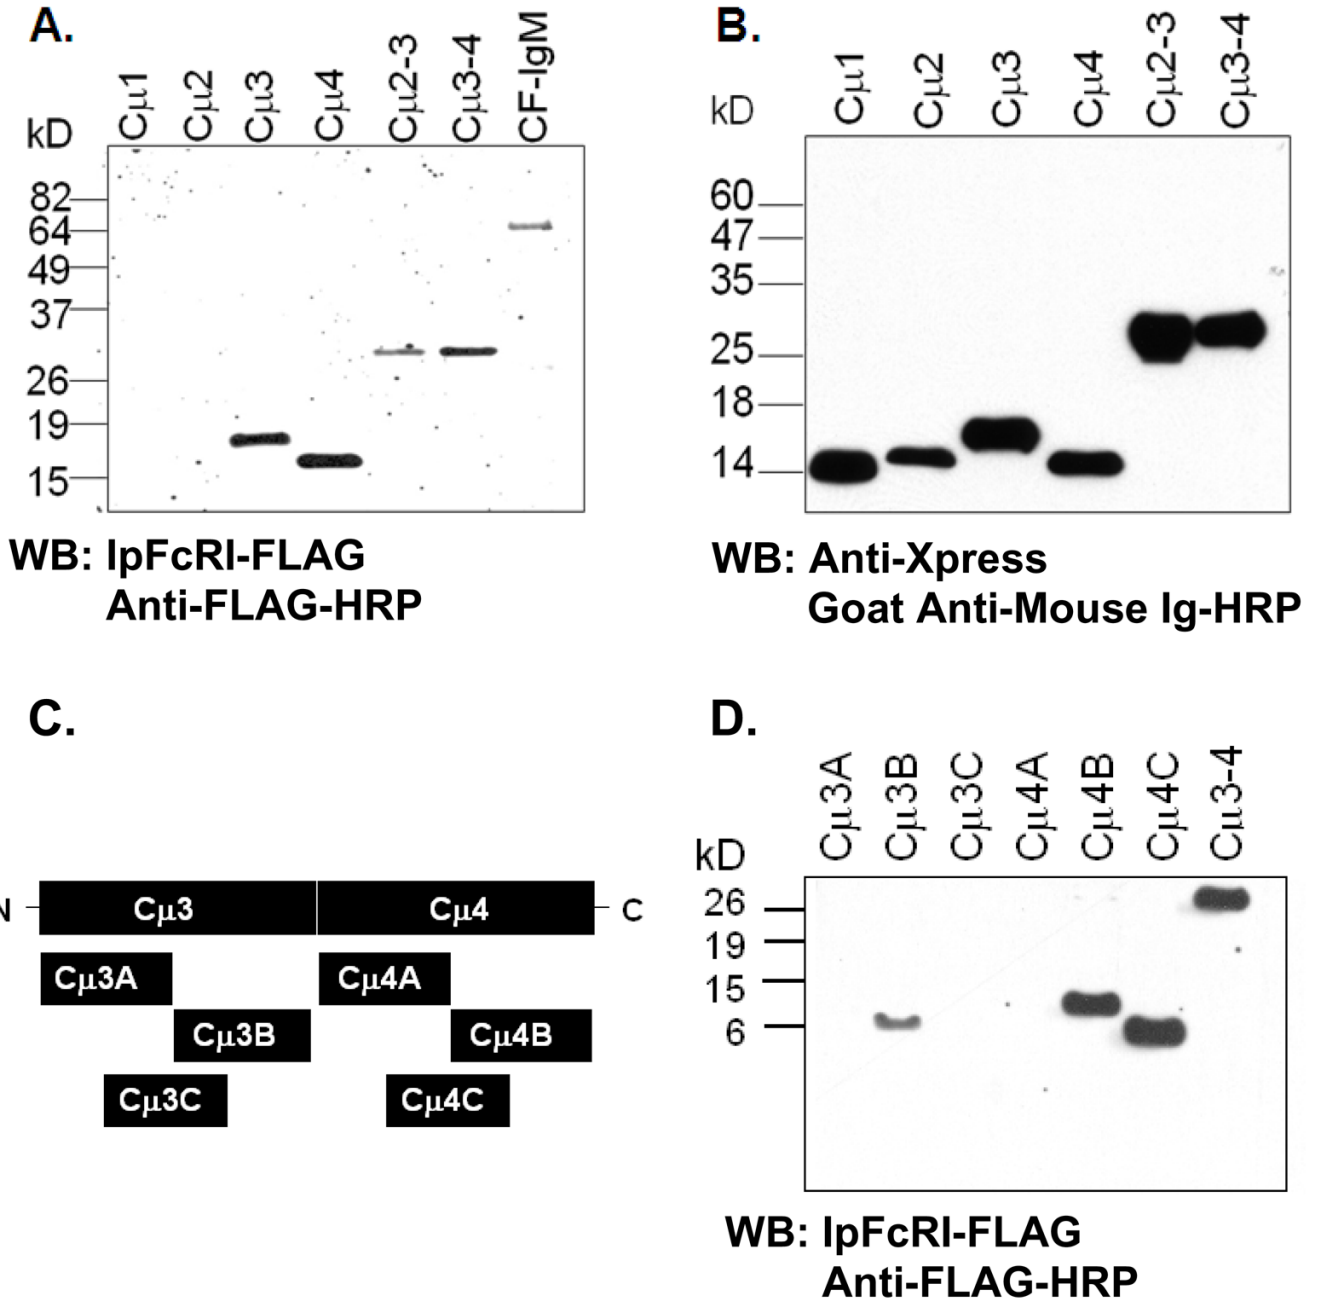 A.
Cμ1 Cμ2 Cμ3 Cμ4 Cμ2-3 Cμ3-4 CF-IgM
kD
82
64
49
37
26
19
15
WB: IpFcRI-FLAG
Anti-FLAG-HRP
B.
Cμ1 Cμ2 Cμ3 Cμ4 Cμ2-3 Cμ3-4
kD
60
47
35
25
18
14
WB: Anti-Xpress
Goat Anti-Mouse Ig-HRP
C.
N Cμ3 Cμ4 C
Cμ3A Cμ4A
Cμ3B Cμ4B
Cμ3C Cμ4C
D.
Cμ3A Cμ3B Cμ3C Cμ4A Cμ4B Cμ4C Cμ3-4
kD
26
19
15
6
WB: IpFcRI-FLAG
Anti-FLAG-HRP